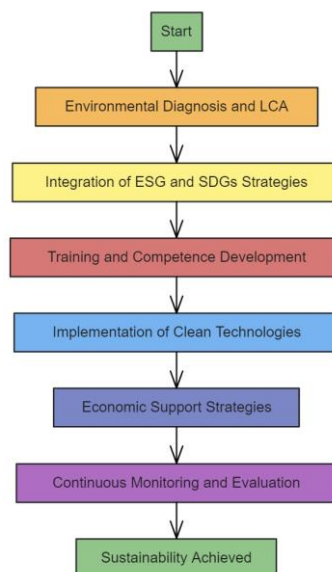 Start
Environmental Diagnosis and LCA
Integration of ESG and SDGs Strategies
Training and Competence Development
Implementation of Clean Technologies
Economic Support Strategies
Continuous Monitoring and Evaluation
Sustainability Achieved